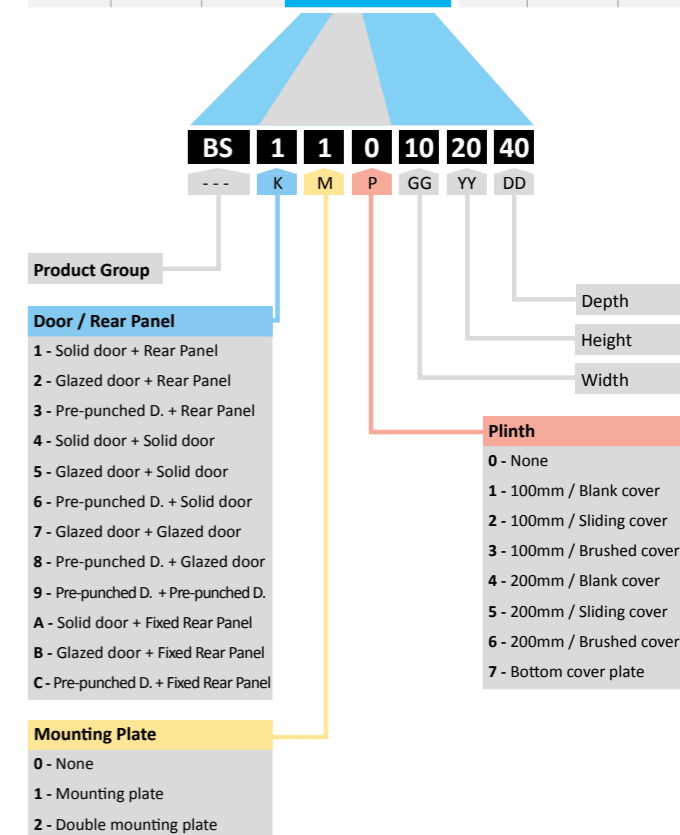 BS 1 1 0 10 20 40
--- K M P GG YY DD
Product Group
Depth
Height
Width
Door / Rear Panel
1 - Solid door + Rear Panel
2 - Glazed door + Rear Panel
3 - Pre-punched D. + Rear Panel
4 - Solid door + Solid door
5 - Glazed door + Solid door
6 - Pre-punched D. + Solid door
7 - Glazed door + Glazed door
8 - Pre-punched D. + Glazed door
9 - Pre-punched D. + Pre-punched D.
A - Solid door + Fixed Rear Panel
B - Glazed door + Fixed Rear Panel
C - Pre-punched D. + Fixed Rear Panel
Plinth
0 - None
1 - 100mm / Blank cover
2 - 100mm / Sliding cover
3 - 100mm / Brushed cover
4 - 200mm / Blank cover
5 - 200mm / Sliding cover
6 - 200mm / Brushed cover
7 - Bottom cover plate
Mounting Plate
0 - None
1 - Mounting plate
2 - Double mounting plate